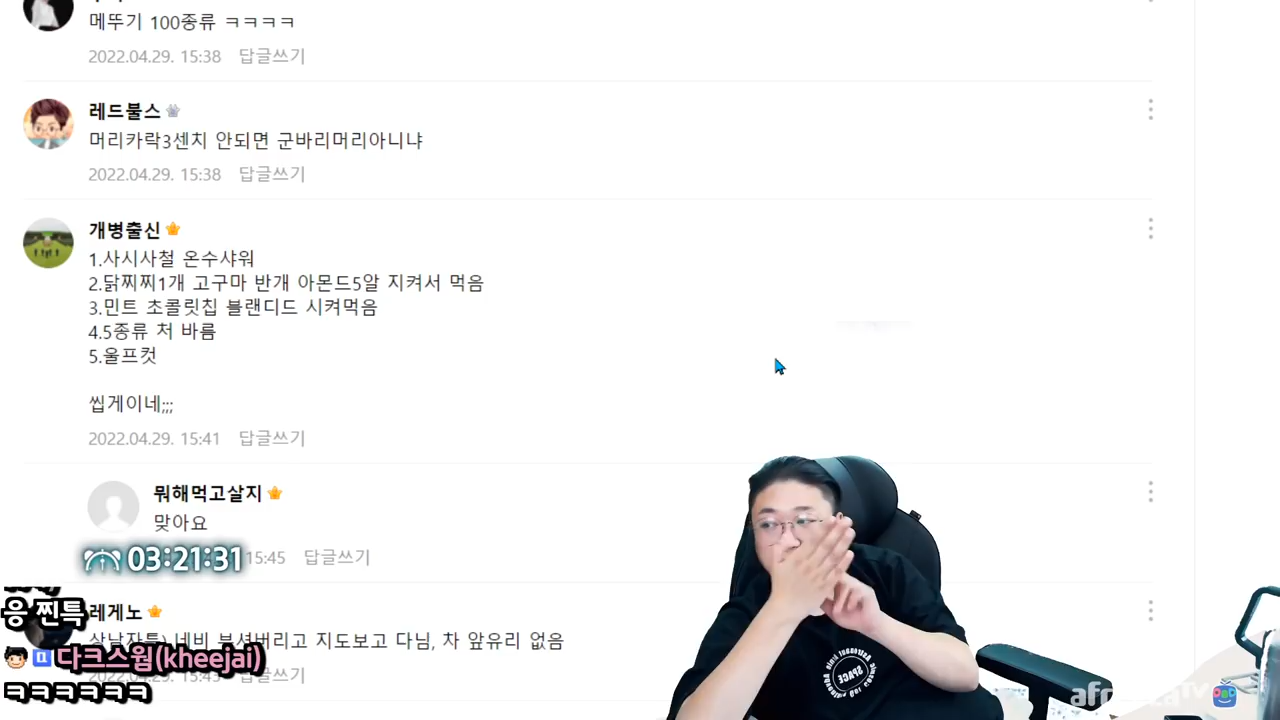 메뚜기 100종류 ㅋㅋㅋㅋ
2022.04.29. 15:38 답글쓰기
레드불스
머리카락3센치 안되면 군바리머리아니냐
2022.04.29. 15:38 답글쓰기
개병출신
1.사시사철 온수샤워
2.닭찌찌1개 고구마 반개 아몬드5알 지켜서 먹음
3.민트 초콜릿칩 블랜디드 시켜먹음
4.5종류 처 바름
5.울프컷
씹게이네;;;
2022.04.29. 15:41 답글쓰기
뭐해먹고살지
맞아요
03:21:31
15:45 답글쓰기
응 찐특
레게노
상남자특) 네비 부셔버리고 지도보고 다님, 차 앞유리 없음
다크스웜(kheejai)
2022.04.29. 15:43 답글쓰기
ㅋㅋㅋㅋㅋㅋ
SPACE